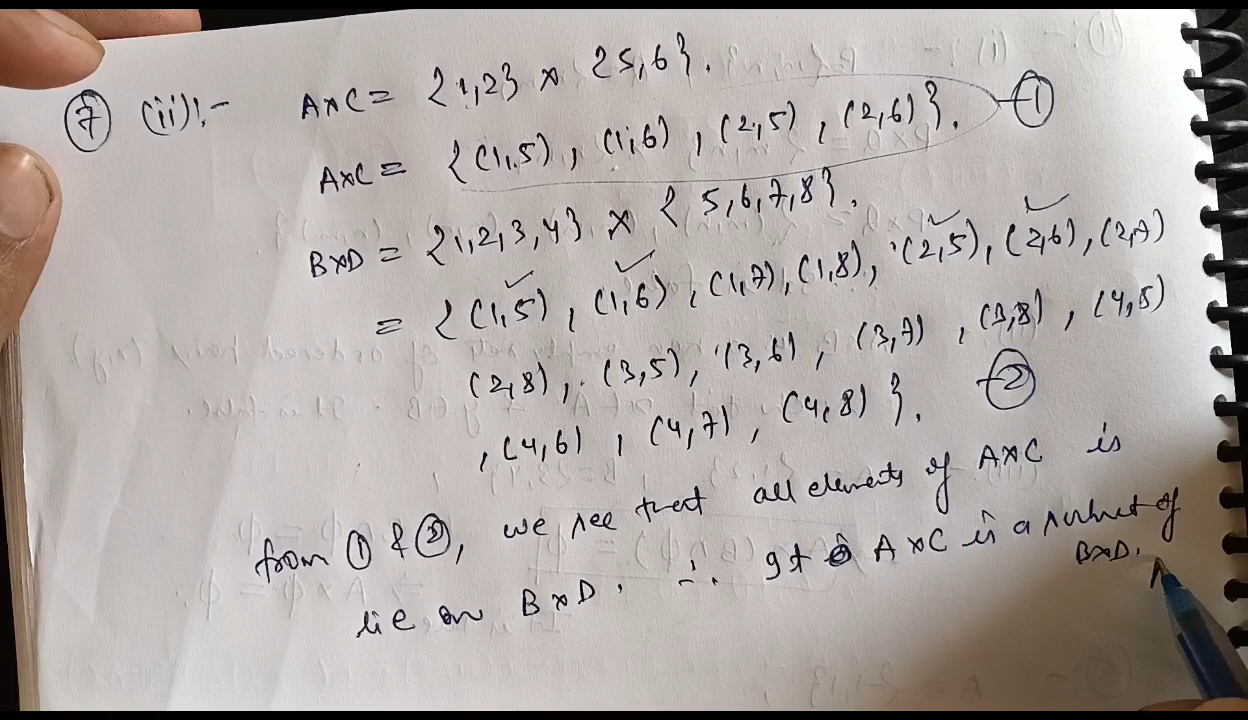 ⑦ (ii):- A×C = {1,2} × {5,6}.
A×C = {(1,5), (1,6), (2,5), (2,6)}. —①
B×D = {1,2,3,4} × {5,6,7,8}.
= {(1,5), (1,6), (1,7), (1,8), (2,5), (2,6), (2,7)
(2,8), (3,5), (3,6), (3,7), (3,8), (4,5)
, (4,6), (4,7), (4,8)}. —②
from ① & ②, we see that all elements of A×C is
lie on B×D. ∴ It A×C is a subset of
B×D.